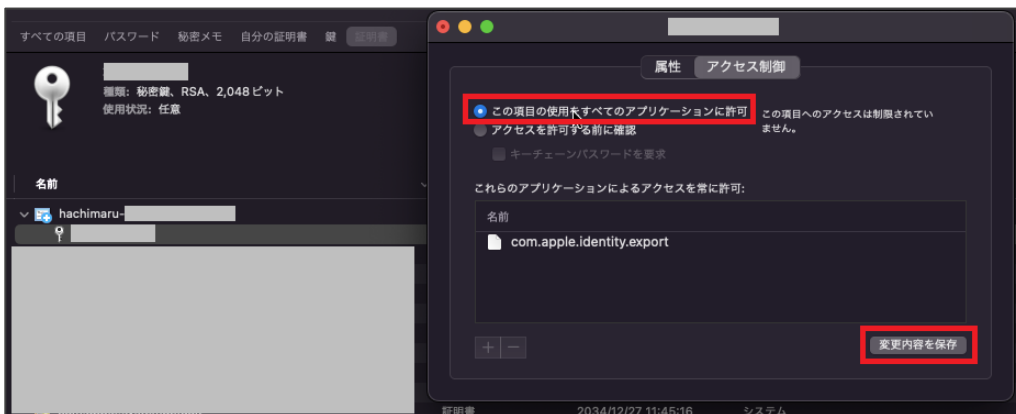 すべての項目 パスワード 秘密メモ 自分の証明書 鍵 証明書
種類: 秘密鍵、RSA、2,048 ビット
使用状況: 任意
名前
hachimaru-
属性 アクセス制御
この項目の使用をすべてのアプリケーションに許可
この項目へのアクセスは制限されてい
ません。
アクセスを許可する前に確認
キーチェーンパスワードを要求
これらのアプリケーションによるアクセスを常に許可:
名前
com.apple.identity.export
+ −
変更内容を保存
証明書 2034/12/27 11:45:16 システム